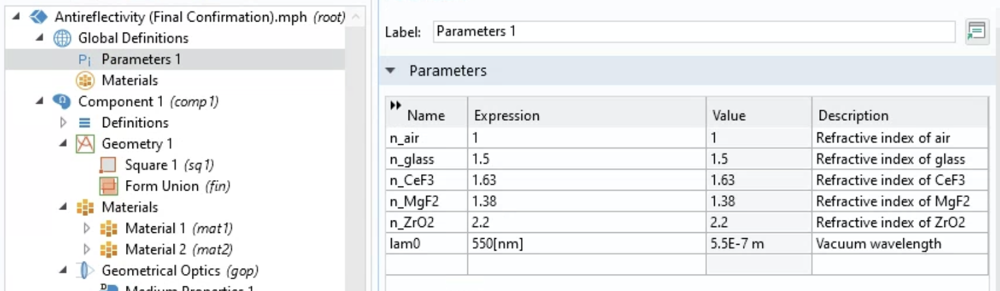 Antireflectivity (Final Confirmation).mph (root)
Global Definitions
Pi Parameters 1
Materials
Component 1 (comp1)
Definitions
Geometry 1
Square 1 (sq1)
Form Union (fin)
Materials
Material 1 (mat1)
Material 2 (mat2)
Geometrical Optics (gop)
Medium Properties 1
Label: Parameters 1
Parameters
Name Expression Value Description
n_air 1 1 Refractive index of air
n_glass 1.5 1.5 Refractive index of glass
n_CeF3 1.63 1.63 Refractive index of CeF3
n_MgF2 1.38 1.38 Refractive index of MgF2
n_ZrO2 2.2 2.2 Refractive index of ZrO2
lam0 550[nm] 5.5E-7 m Vacuum wavelength